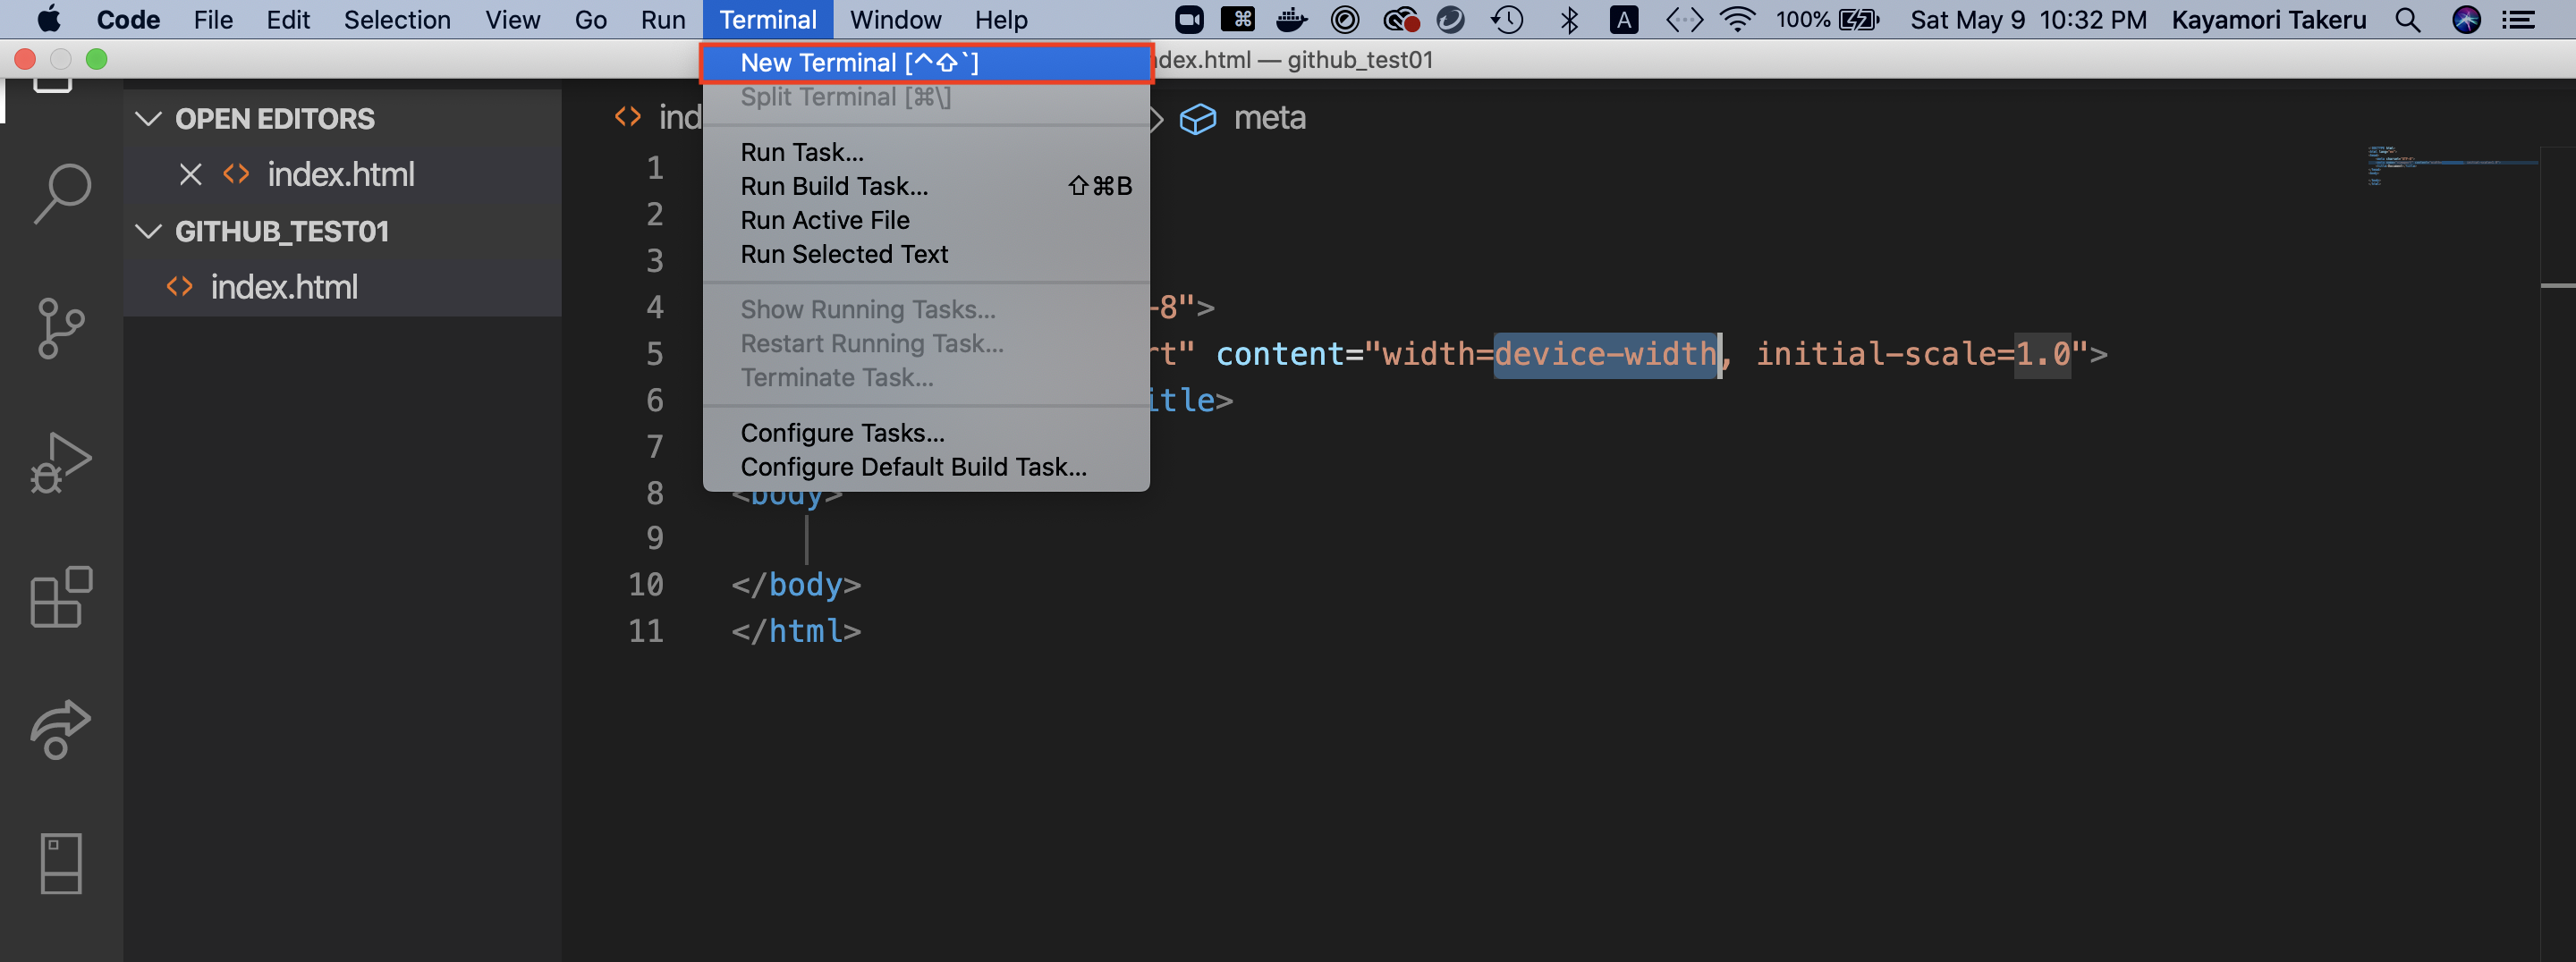 Code File Edit Selection View Go Run Terminal Window Help 100% Sat May 9 10:32 PM Kayamori Takeru
dex.html — github_test01
New Terminal [^⇧`]
Split Terminal [⌘\]
Run Task...
Run Build Task... ⇧⌘B
Run Active File
Run Selected Text
Show Running Tasks...
Restart Running Task...
Terminate Task...
Configure Tasks...
Configure Default Build Task...
OPEN EDITORS
index.html
GITHUB_TEST01
index.html
ind
meta
1
2
3
4 -8">
5 rt" content="width=device-width, initial-scale=1.0">
6 itle>
7
8 <body>
9
10 </body>
11 </html>